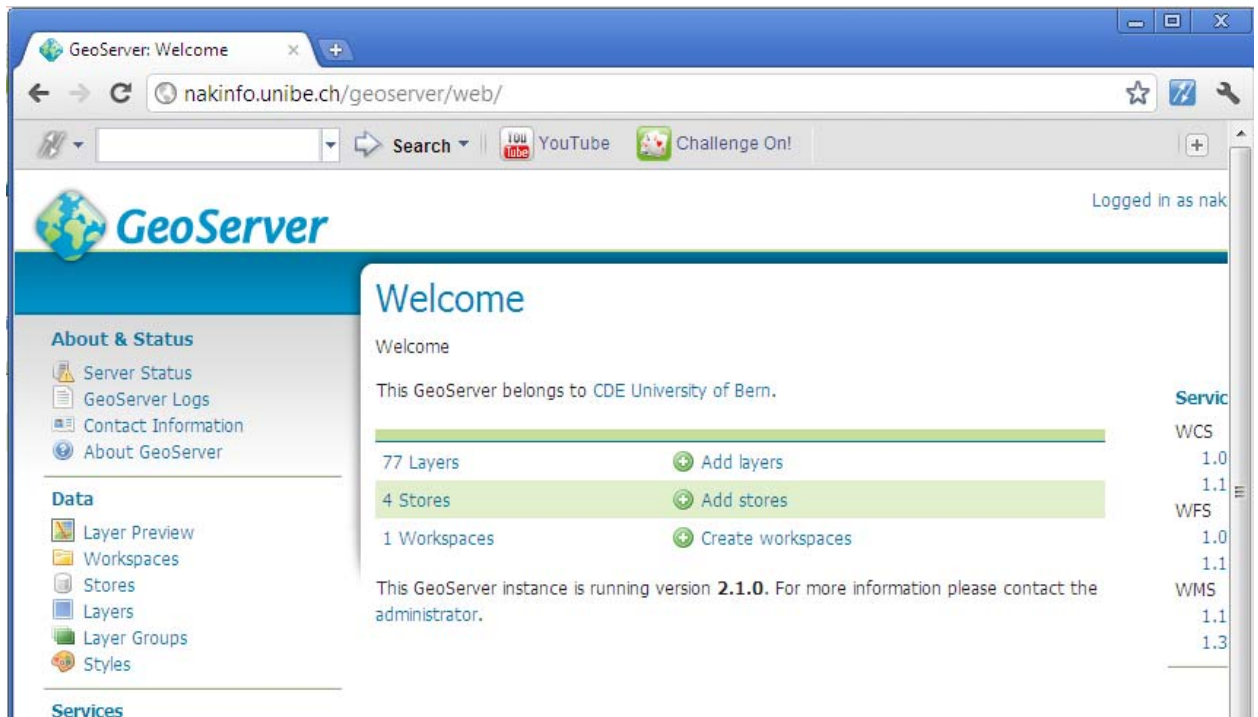 GeoServer: Welcome
nakinfo.unibe.ch/geoserver/web/
Search
You Tube YouTube
Challenge On!
GeoServer
Logged in as nak
Welcome
Welcome
This GeoServer belongs to CDE University of Bern.
77 Layers Add layers
4 Stores Add stores
1 Workspaces Create workspaces
This GeoServer instance is running version 2.1.0. For more information please contact the
administrator.
About & Status
Server Status
GeoServer Logs
Contact Information
About GeoServer
Data
Layer Preview
Workspaces
Stores
Layers
Layer Groups
Styles
Services
Servic
WCS
1.0
1.1
WFS
1.0
1.1
WMS
1.1
1.3